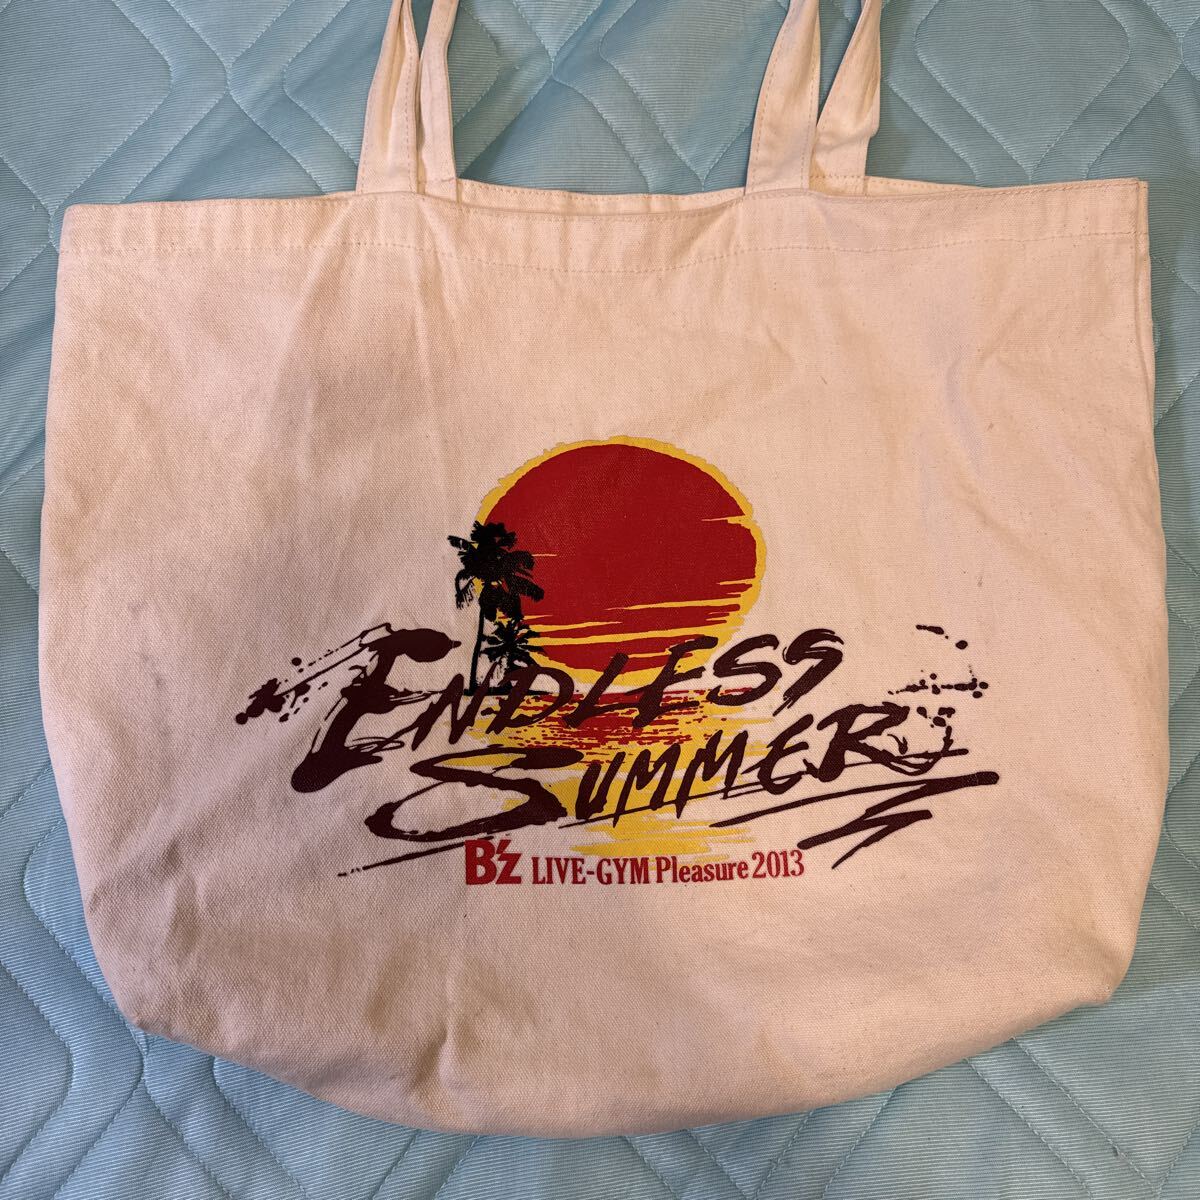 ENDLESS
SUMMER
B'z LIVE-GYM Pleasure 2013